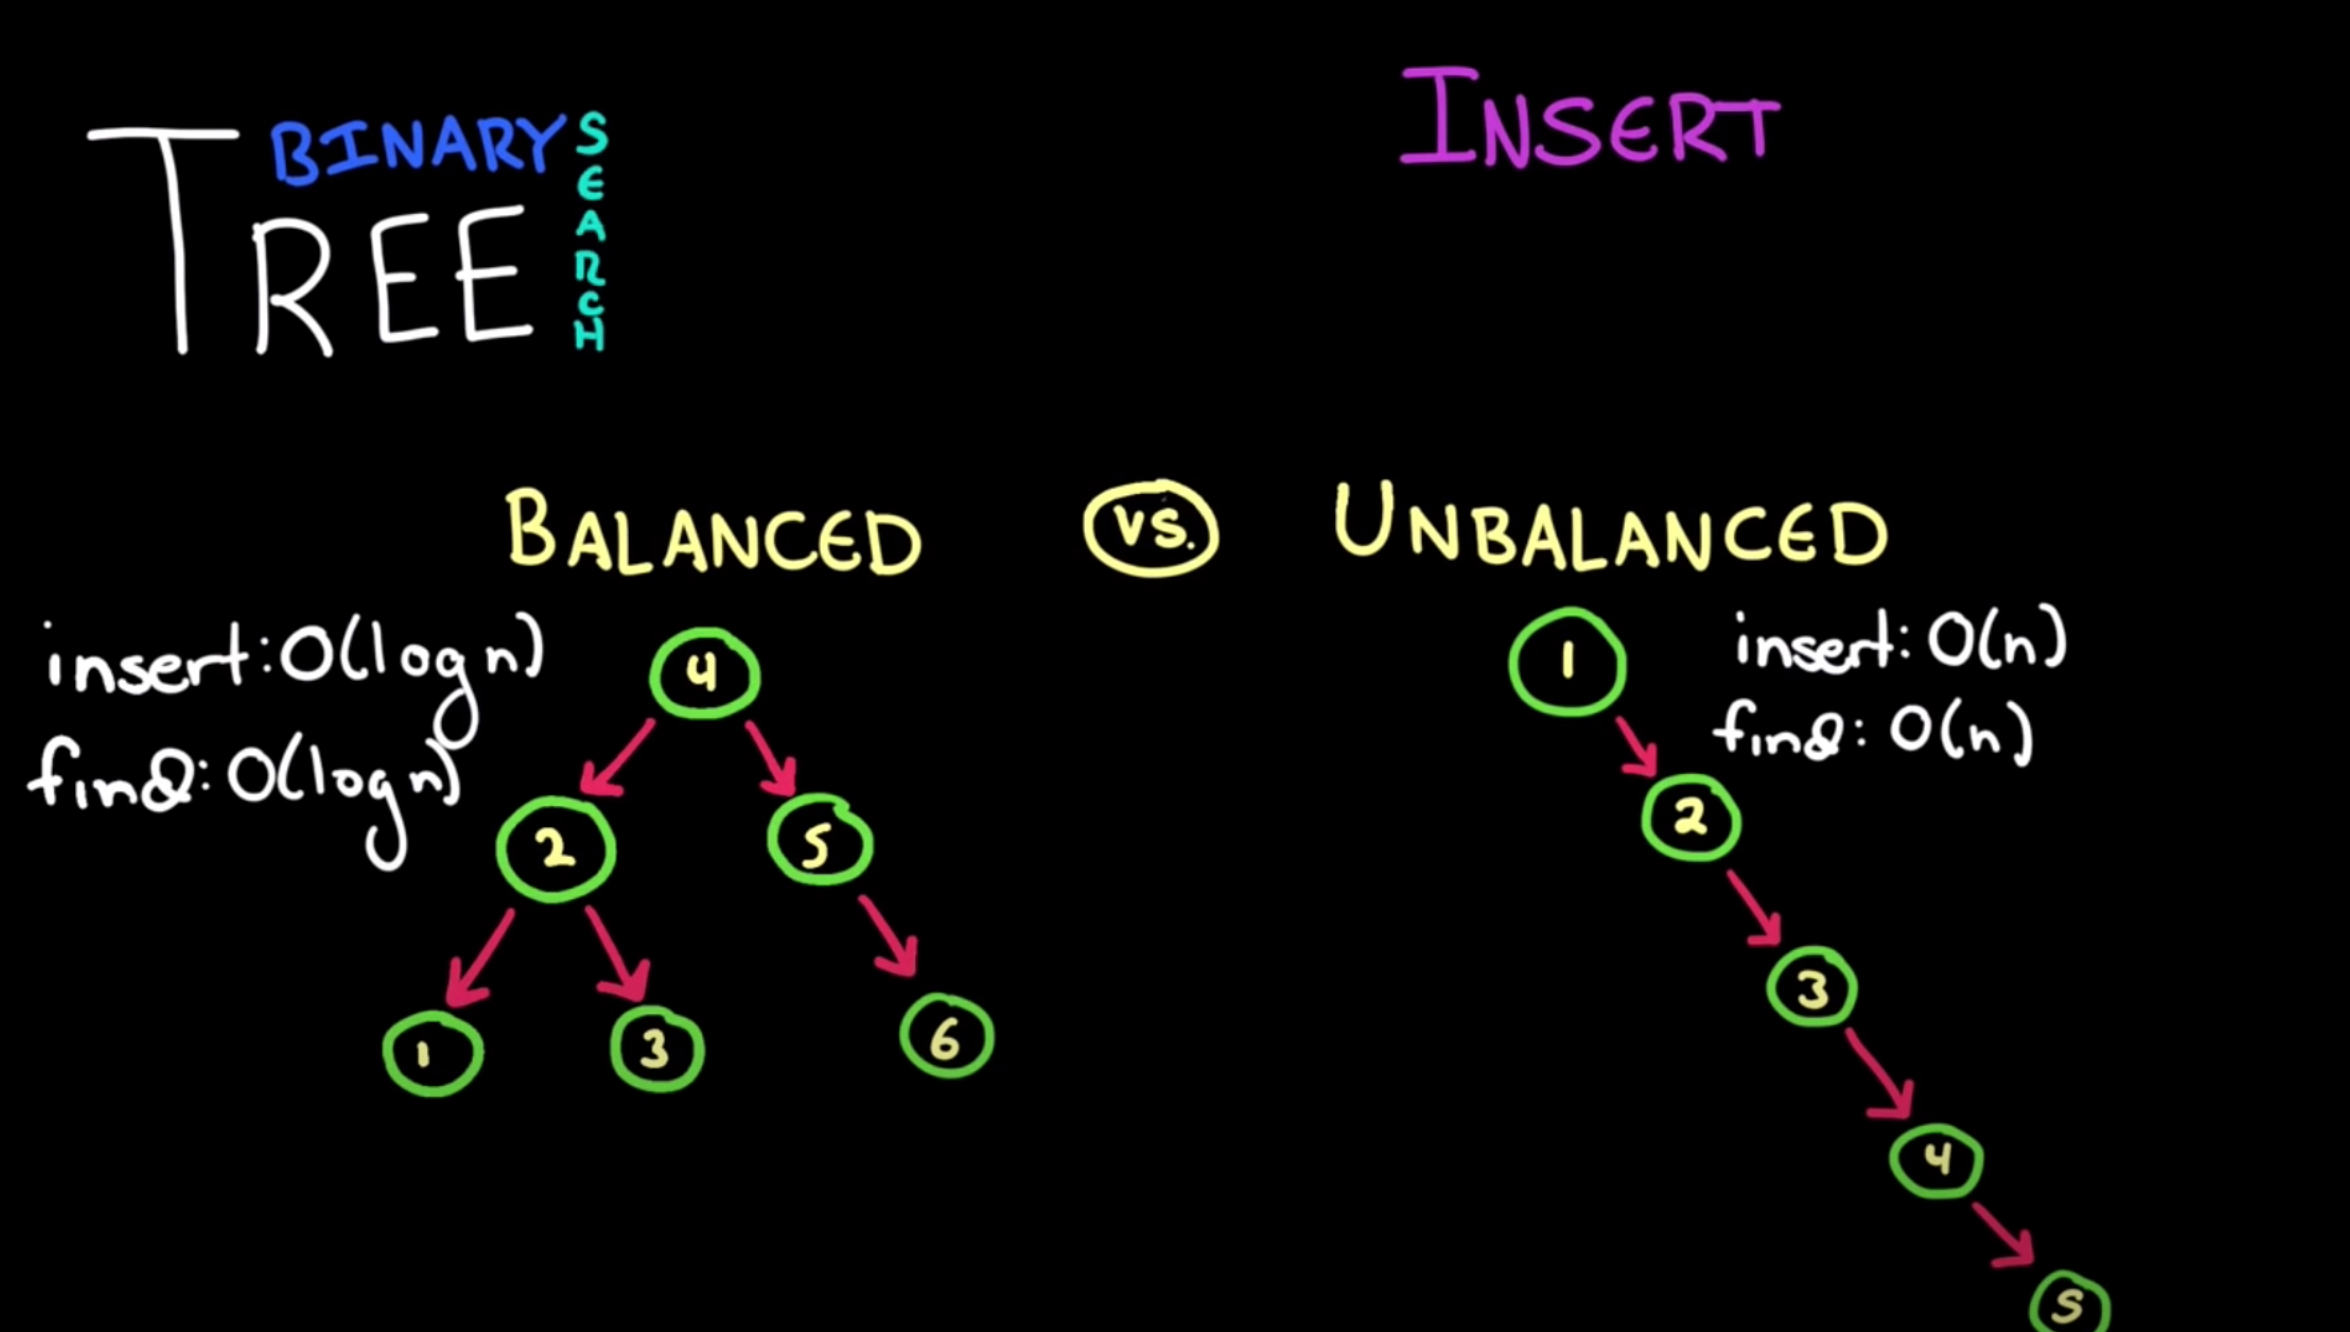 BINARY
SEARCH
TREE
INSERT
BALANCED
VS.
UNBALANCED
insert: O(log n)
find: O(log n)
4
2
5
1
3
6
insert: O(n)
find: O(n)
1
2
3
4
5